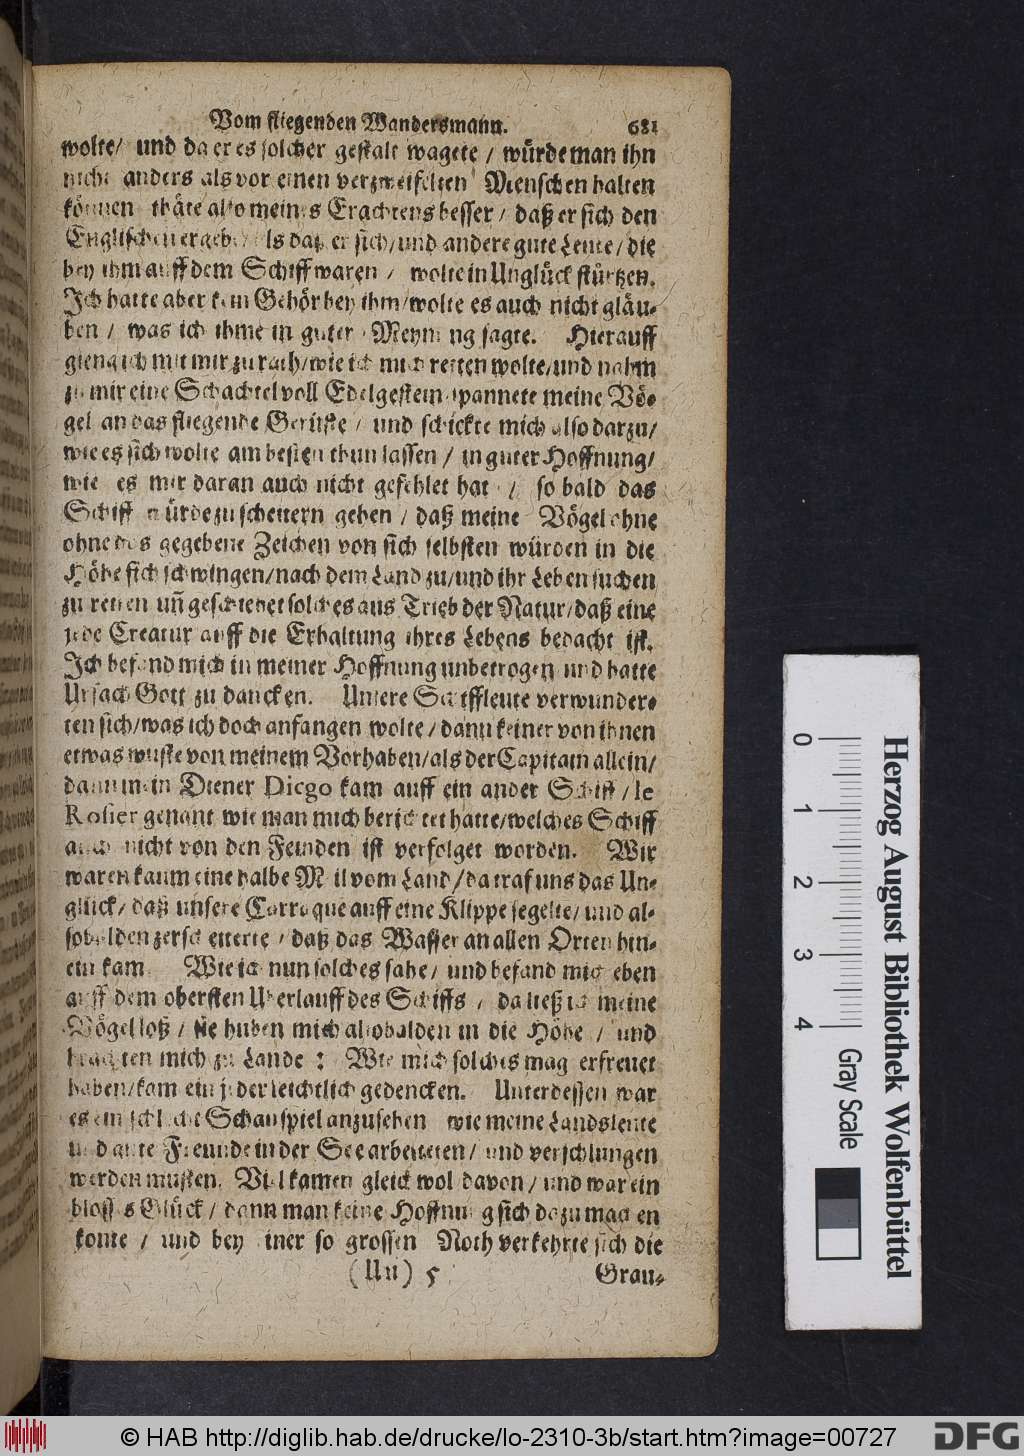 Vom fliegenden Wandersmann. 681
wolte/ und da er es solcher gestalt wagete / würde man ihn
nicht anders als vor einen verzweifelten Menschen halten
können thäte also meines Erachtens besser / daß er sich den
Englischen ergebe / als daß er sich/ und andere gute Leute / die
bey ihm auff dem Schiff waren / wolte in Unglück stürtzen.
Ich hatte aber kein Gehör bey ihm/ wolte es auch nicht gläu-
ben / was ich ihme in guter Meynung sagte. Hierauff
gieng ich mit mir zu rath/ wie ich mich retten wolte/ und nahm
zu mir eine Schachtel voll Edelgestein spannete meine Vö-
gel an das fliegende Gerüste / und schickte mich also darzu/
wie es sich wolte am besten thun lassen / in guter Hoffnung/
wie es mir daran auch nicht gefehlet hat / so bald das
Schiff würde zu scheitern gehen / daß meine Vögel ohne
ohne das gegebene Zeichen von sich selbsten würden in die
Höhe sich schwingen/ nach dem Land zu/ und ihr Leben suchen
zu retten uñ geschiehet solches aus Trieb der Natur/ daß eine
jede Creatur auff die Erhaltung ihres Lebens bedacht ist.
Ich befand mich in meiner Hoffnung unbetrogen und hatte
Ursach Gott zu dancken. Unsere Schiffleute verwunder-
ten sich/ was ich doch anfangen wolte / dann keiner von ihnen
etwas wuste von meinem Vorhaben/ als der Capitain allein/
dann mein Diener Diego kam auff ein ander Schiff / le
Rosier genant wie man mich berichtet hatte/ welches Schiff
auch nicht von den Feinden ist verfolget worden. Wir
waren kaum eine halbe Meil vom Land/ da traf uns das Un-
glück / daß unsere Carraque auff eine Klippe segelte/ und al-
sobalden zerscheiterte / daß das Wasser an allen Orten hin-
ein kam Wie ich nun solches sahe / und befand mich eben
auff dem obersten Uberlauff des Schiffs / da ließ ich meine
Vögel loß / sie huben mich alsobalden in die Höhe / und
brachten mich zu Lande : Wie mich solches mag erfreuet
haben/ kam ein jeder leichtlich gedencken. Unterdessen war
es ein schlecht Schauspiel anzusehen wie meine Landsleute
und gute Freunde in der See arbeiteten / und verschlungen
werden musten. Viel kamen gleichwol davon / und war ein
blosses Glück / dann man keine Hoffnung sich dazu machen
konte / und bey einer so grossen Noth verkehrte sich die
(Uu) 5 Grau-
0 1 2 3 4
Gray Scale
Herzog August Bibliothek Wolfenbüttel
© HAB http://diglib.hab.de/drucke/lo-2310-3b/start.htm?image=00727
DFG